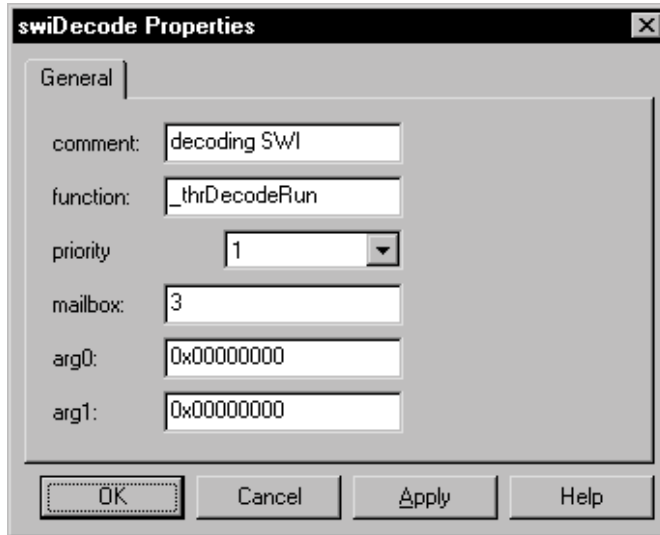 swiDecode Properties
General
comment: decoding SWI
function: _thrDecodeRun
priority 1
mailbox: 3
arg0: 0x00000000
arg1: 0x00000000
OK Cancel Apply Help